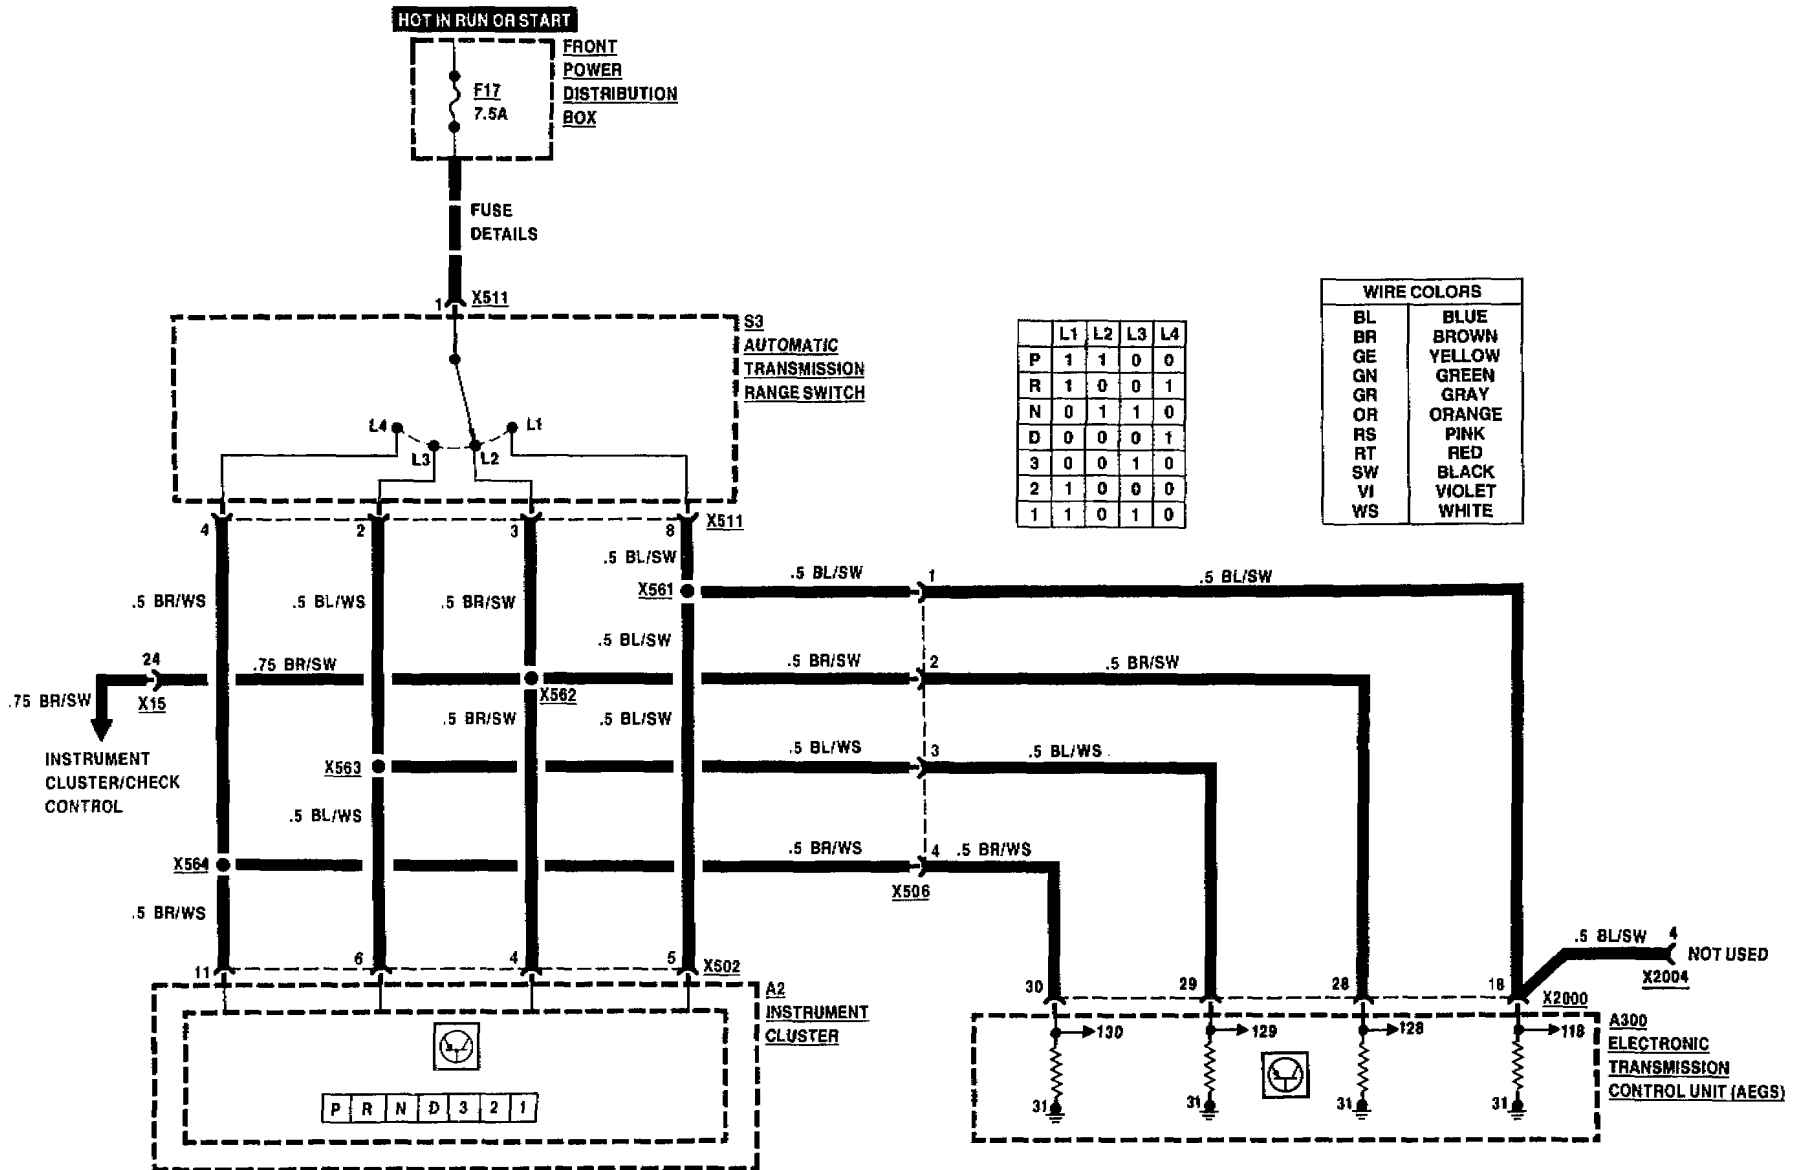 HOT IN RUN OR START
FRONT
POWER
DISTRIBUTION
BOX
F17
7.5A
FUSE
DETAILS
1
X511
S3
AUTOMATIC
TRANSMISSION
RANGE SWITCH
L4
L3
L2
L1
4
2
3
8
X511
L1 L2 L3 L4
P 1 1 0 0
R 1 0 0 1
N 0 1 1 0
D 0 0 0 1
3 0 0 1 0
2 1 0 0 0
1 1 0 1 0
WIRE COLORS
BL BLUE
BR BROWN
GE YELLOW
GN GREEN
GR GRAY
OR ORANGE
RS PINK
RT RED
SW BLACK
VI VIOLET
WS WHITE
.5 BL/SW
X561
.5 BL/SW
1
.5 BL/SW
.5 BR/WS
.5 BL/WS
.5 BR/SW
.5 BL/SW
24
X15
.75 BR/SW
.75 BR/SW
X562
.5 BR/SW
2
.5 BR/SW
.5 BR/SW
.5 BL/SW
INSTRUMENT
CLUSTER/CHECK
CONTROL
X563
.5 BL/WS
3
.5 BL/WS
.5 BL/WS
X564
.5 BR/WS
4
.5 BR/WS
X506
.5 BR/WS
11
6
4
5
X502
A2
INSTRUMENT
CLUSTER
P R N D 3 2 1
.5 BL/SW
4
NOT USED
X2004
30
29
28
18
X2000
130
129
128
118
31
31
31
31
A300
ELECTRONIC
TRANSMISSION
CONTROL UNIT (AEGS)